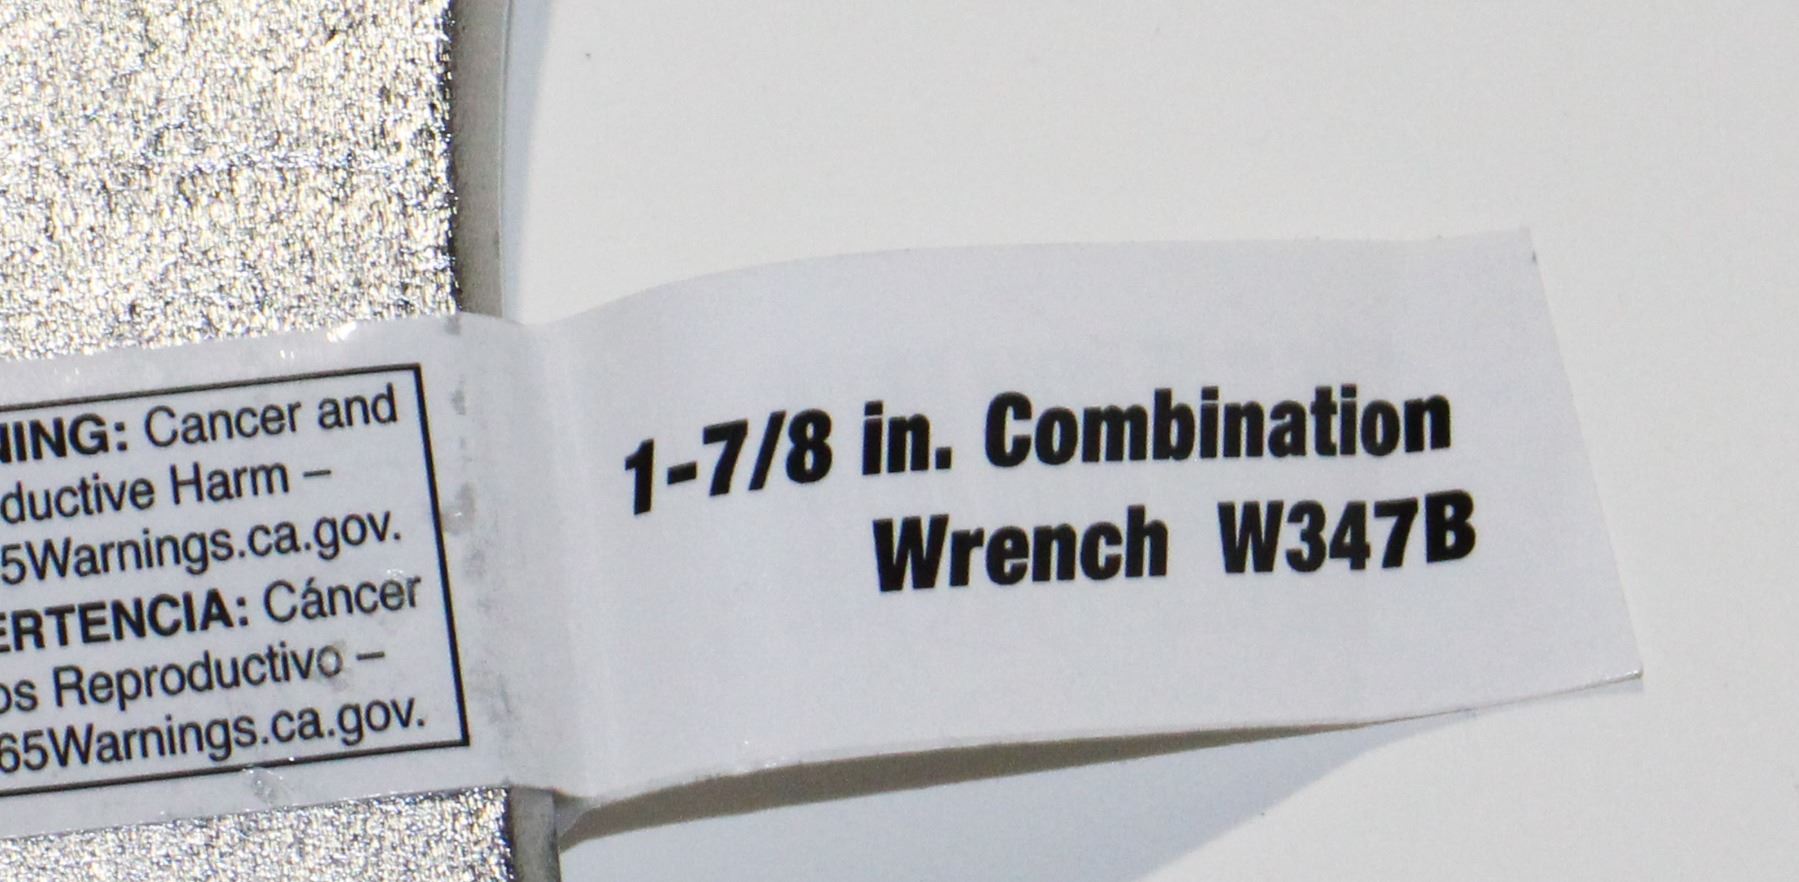 NING: Cancer and
ductive Harm –
5Warnings.ca.gov.
ERTENCIA: Cáncer
os Reproductivo –
65Warnings.ca.gov.
1-7/8 in. Combination
Wrench W347B